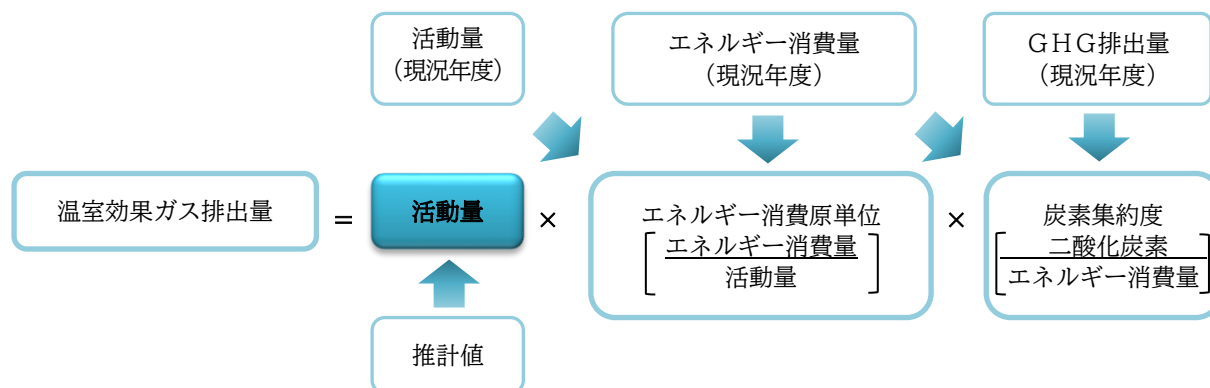 活動量
(現況年度)
エネルギー消費量
(現況年度)
GHG排出量
(現況年度)
温室効果ガス排出量
=
活動量
×
エネルギー消費原単位
エネルギー消費量
活動量
×
炭素集約度
二酸化炭素
エネルギー消費量
推計値